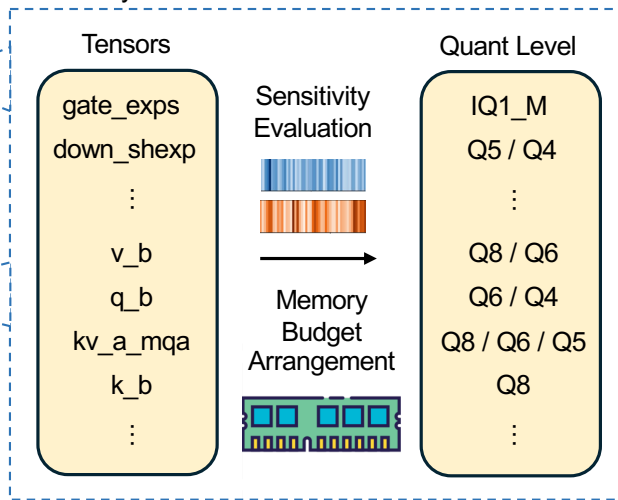 Tensors
gate_exps
down_shexp
⋮
v_b
q_b
kv_a_mqa
k_b
⋮
Sensitivity
Evaluation
Memory
Budget
Arrangement
Quant Level
IQ1_M
Q5 / Q4
⋮
Q8 / Q6
Q6 / Q4
Q8 / Q6 / Q5
Q8
⋮